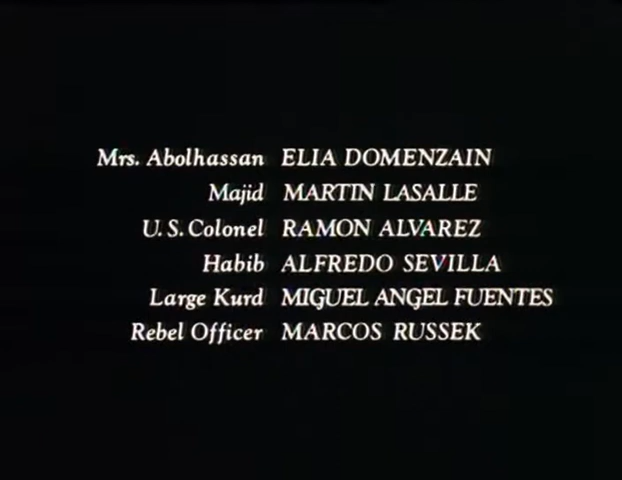 Mrs. Abolhassan ELIA DOMENZAIN
Majid MARTIN LASALLE
U. S. Colonel RAMON ALVAREZ
Habib ALFREDO SEVILLA
Large Kurd MIGUEL ANGEL FUENTES
Rebel Officer MARCOS RUSSEK